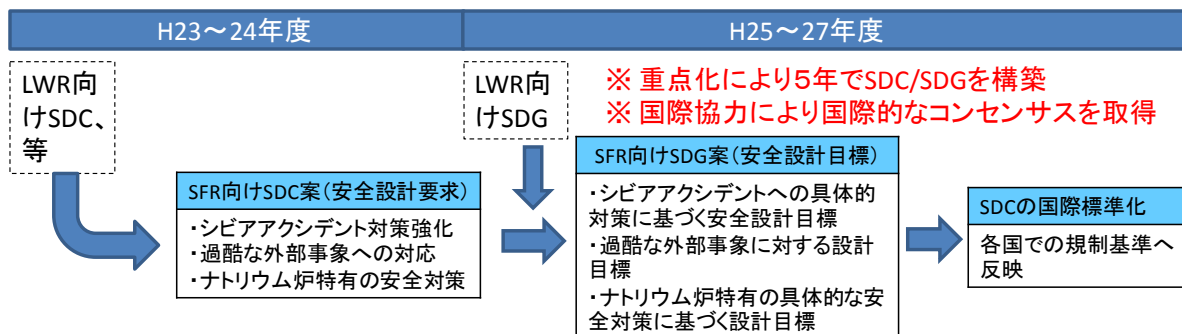 H23～24年度
H25～27年度
LWR向
けSDC、
等
LWR向
けSDG
※ 重点化により５年でSDC/SDGを構築
※ 国際協力により国際的なコンセンサスを取得
SFR向けSDC案（安全設計要求）
・シビアアクシデント対策強化
・過酷な外部事象への対応
・ナトリウム炉特有の安全対策
SFR向けSDG案（安全設計目標）
・シビアアクシデントへの具体的
対策に基づく安全設計目標
・過酷な外部事象に対する設計
目標
・ナトリウム炉特有の具体的な安
全対策に基づく設計目標
SDCの国際標準化
各国での規制基準へ
反映